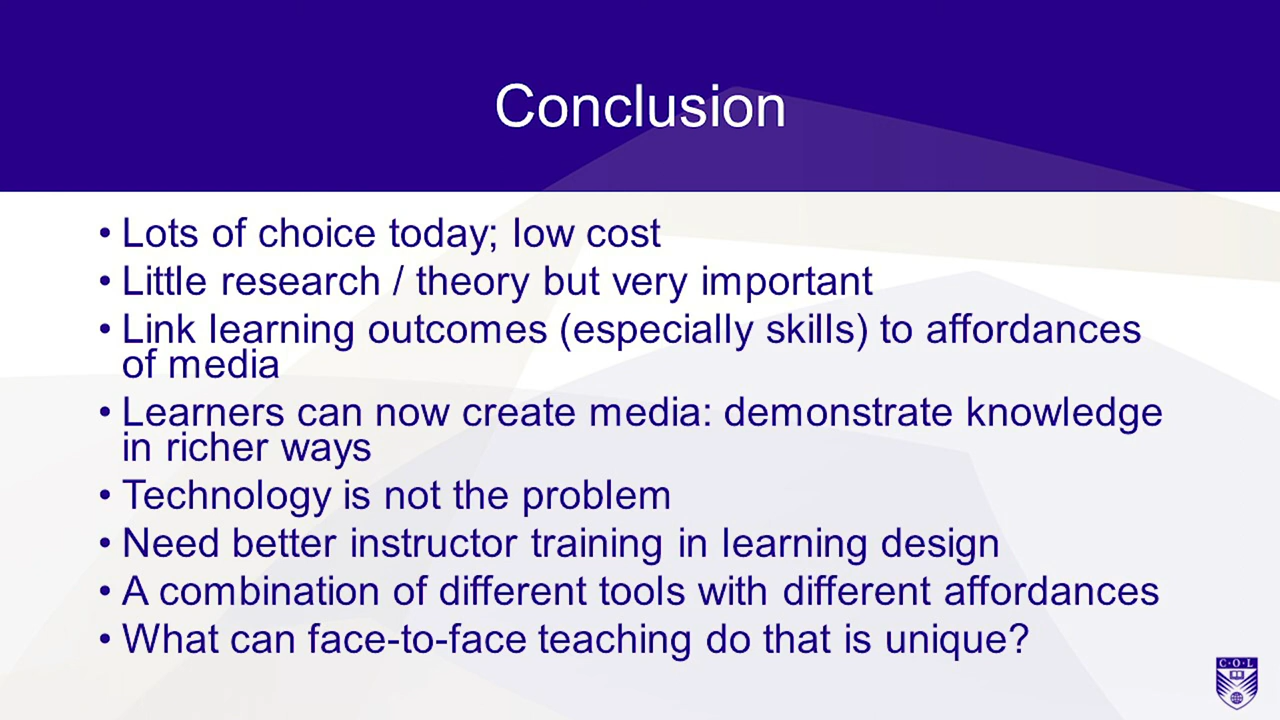 Conclusion
• Lots of choice today; low cost
• Little research / theory but very important
• Link learning outcomes (especially skills) to affordances
of media
• Learners can now create media: demonstrate knowledge
in richer ways
• Technology is not the problem
• Need better instructor training in learning design
• A combination of different tools with different affordances
• What can face-to-face teaching do that is unique?
C·O·L